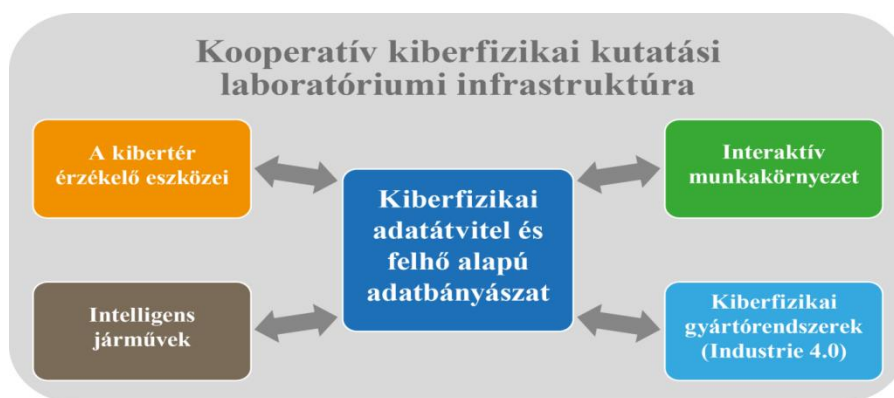 Kooperatív kiberfizikai kutatási
laboratóriumi infrastruktúra
A kibertér
érzékelő eszközei
Interaktív
munkakörnyezet
Kiberfizikai
adatátvitel és
felhő alapú
adatbányászat
Intelligens
járművek
Kiberfizikai
gyártórendszerek
(Industrie 4.0)